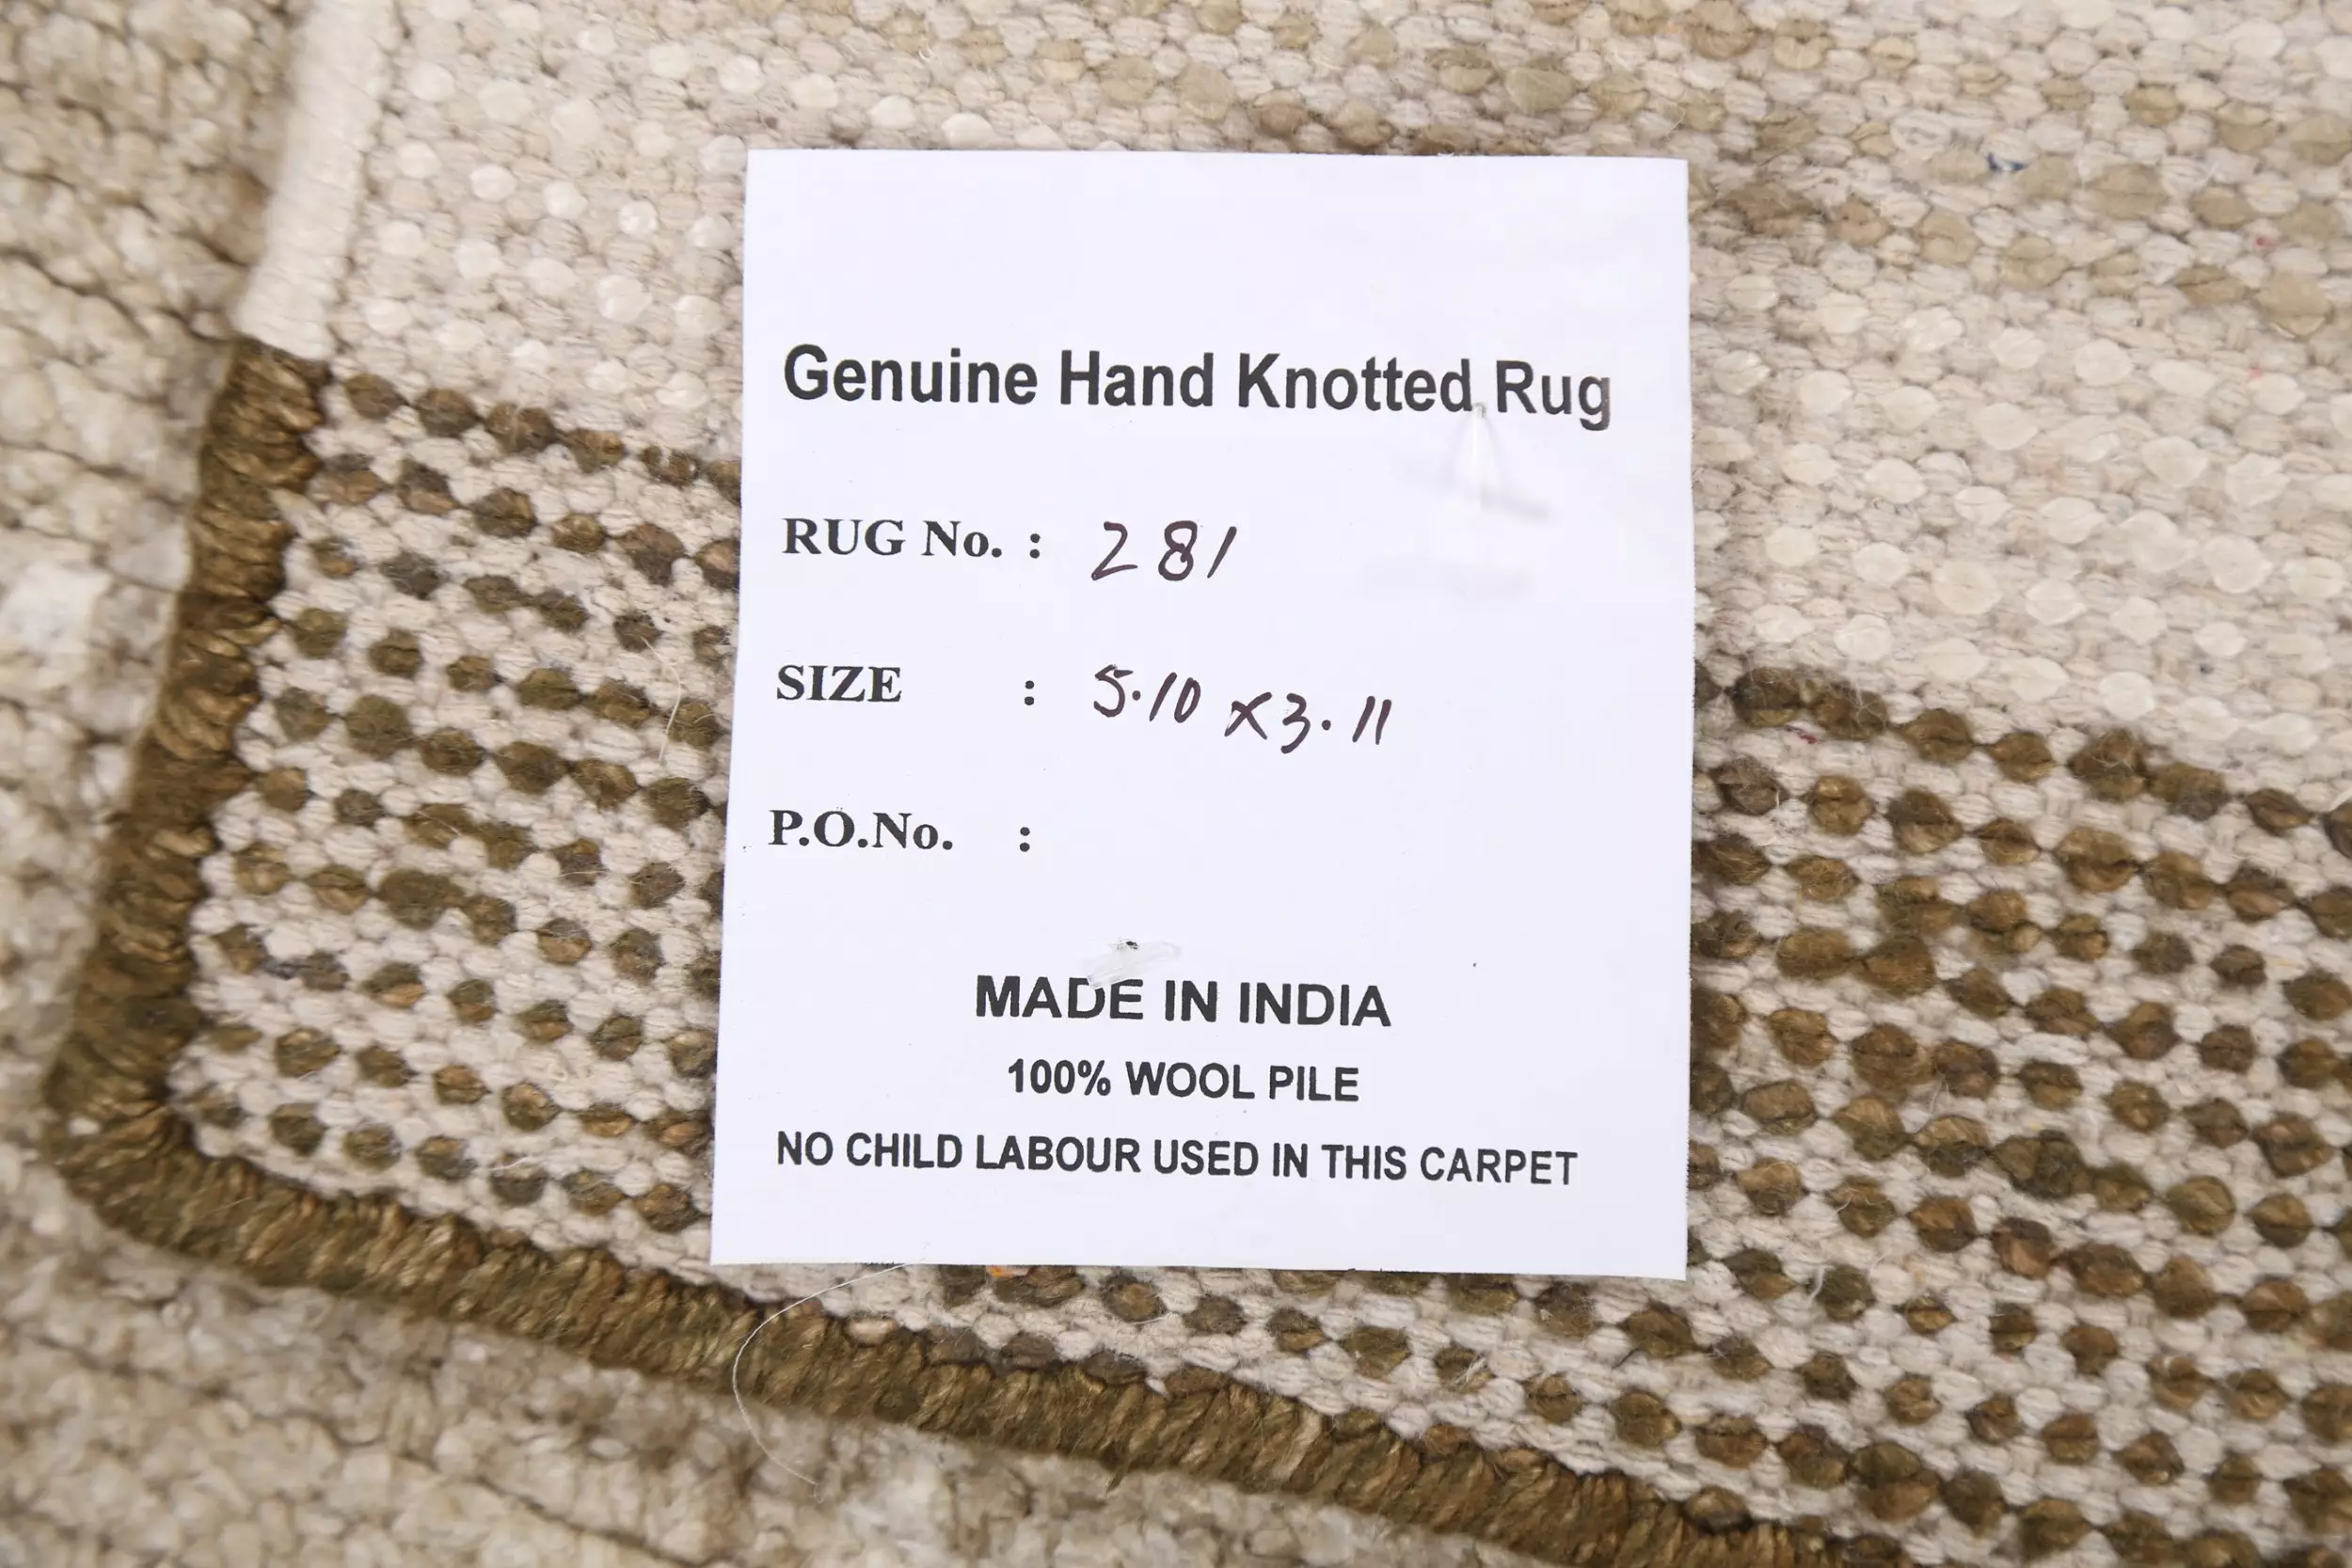 Genuine Hand Knotted Rug
RUG No. : 281
SIZE : 5.10 x 3.11
P.O.No. :
MADE IN INDIA
100% WOOL PILE
NO CHILD LABOUR USED IN THIS CARPET